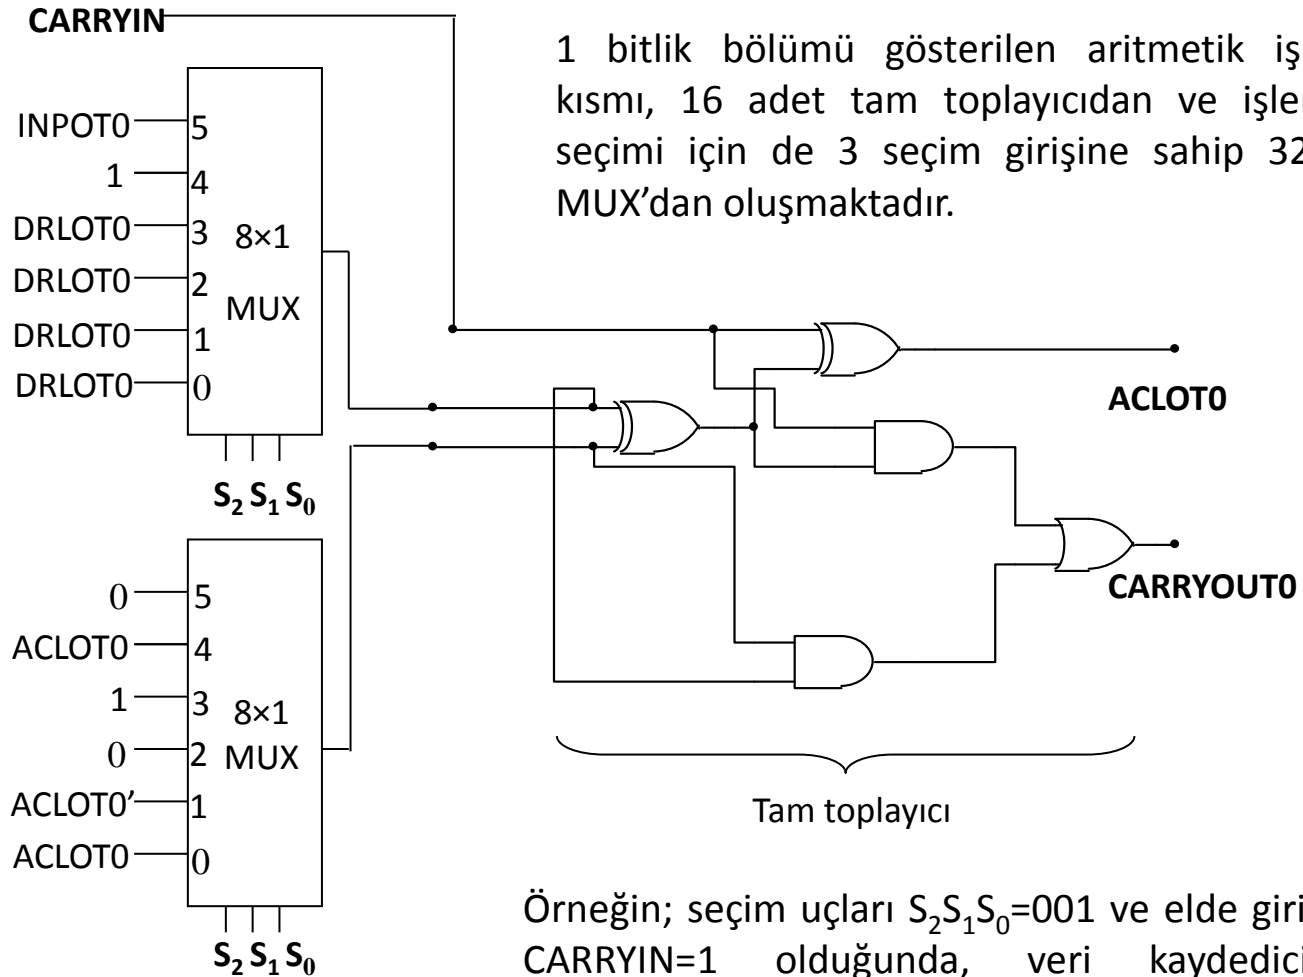 CARRYIN
1 bitlik bölümü gösterilen aritmetik iş
kısmı, 16 adet tam toplayıcıdan ve işle
seçimi için de 3 seçim girişine sahip 32
MUX’dan oluşmaktadır.
INPOT0 5
1 4
DRLOT0 3
8×1
DRLOT0 2
MUX
DRLOT0 1
DRLOT0 0
S2 S1 S0
ACLOT0
CARRYOUT0
0 5
ACLOT0 4
1 3
8×1
0 2
MUX
ACLOT0’ 1
ACLOT0 0
S2 S1 S0
Tam toplayıcı
Örneğin; seçim uçları S2S1S0=001 ve elde giri
CARRYIN=1 olduğunda, veri kaydedici